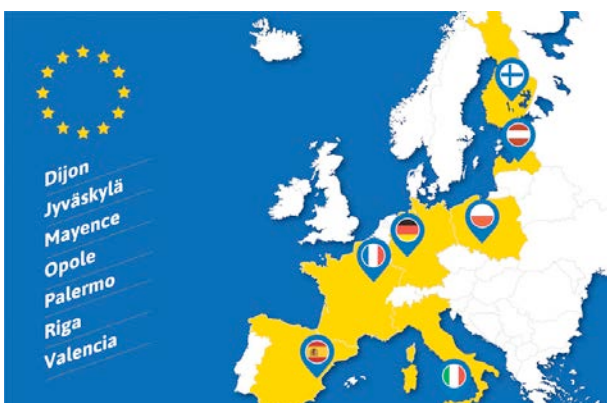 Dijon
Jyväskylä
Mayence
Opole
Palermo
Riga
Valencia